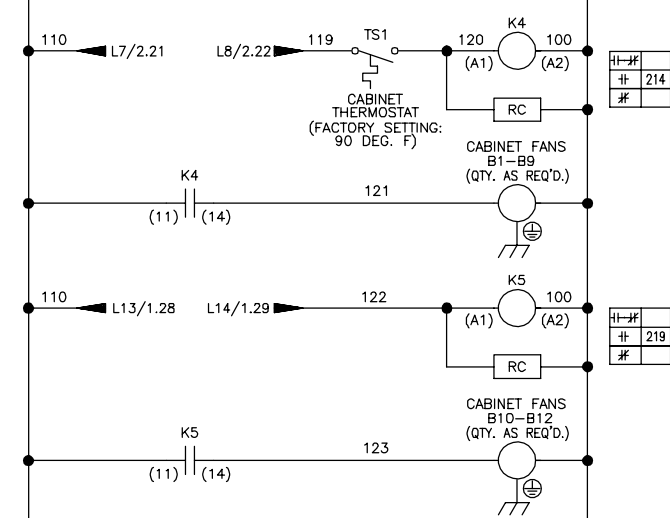 K4
110
L7/2.21
L8/2.22
119
TS1
120
100
(A1)
(A2)
214
RC
CABINET
THERMOSTAT
(FACTORY SETTING:
90 DEG. F)
CABINET FANS
B1-B9
(QTY. AS REQ'D.)
K4
121
(11)
(14)
K5
110
L13/1.28
L14/1.29
122
100
(A1)
(A2)
219
RC
CABINET FANS
B10-B12
(QTY. AS REQ'D.)
K5
123
(11)
(14)